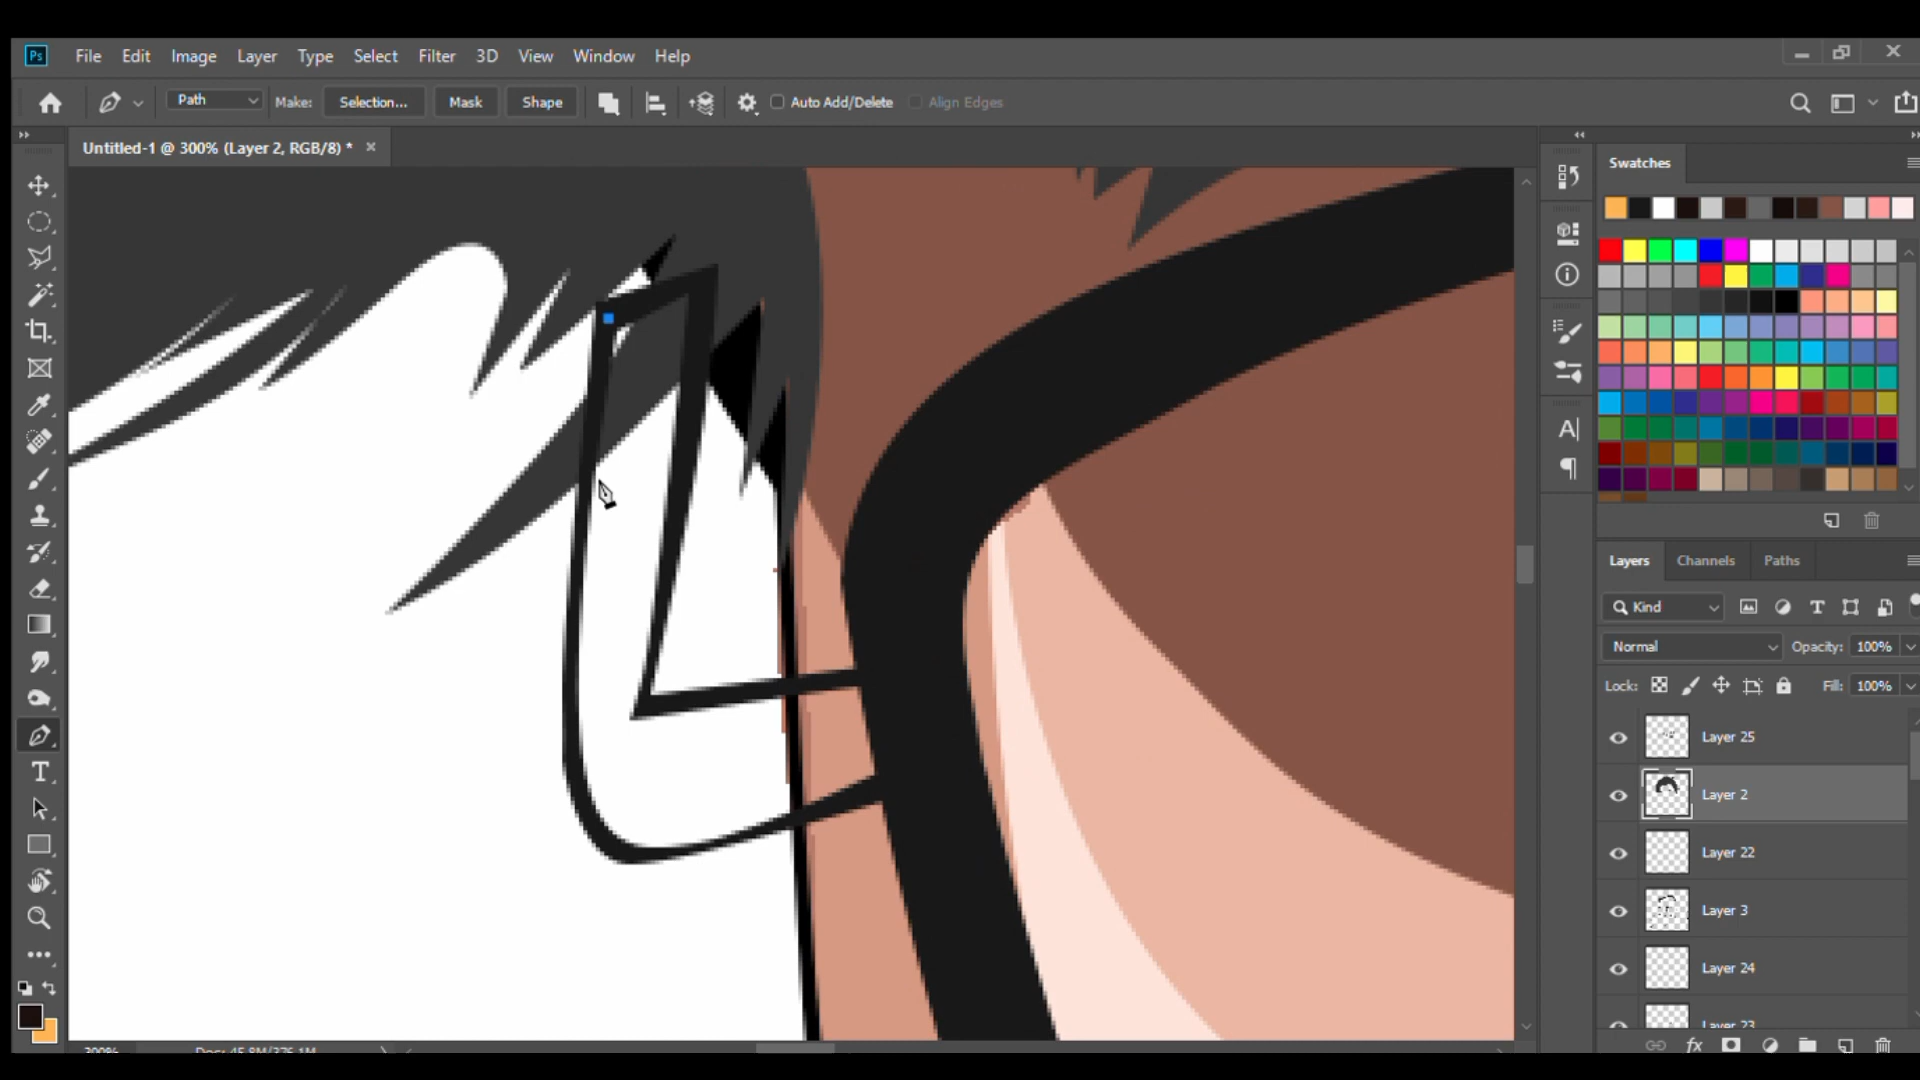 Ps File Edit Image Layer Type Select Filter 3D View Window Help
Path Make: Selection... Mask Shape Auto Add/Delete Align Edges
Untitled-1 @ 300% (Layer 2, RGB/8) * ×
Swatches
Layers Channels Paths
Kind
Normal Opacity: 100%
Lock: Fill: 100%
Layer 25
Layer 2
Layer 22
Layer 3
Layer 24
Layer 23
fx
300% Doc: 45.8M/376.1M